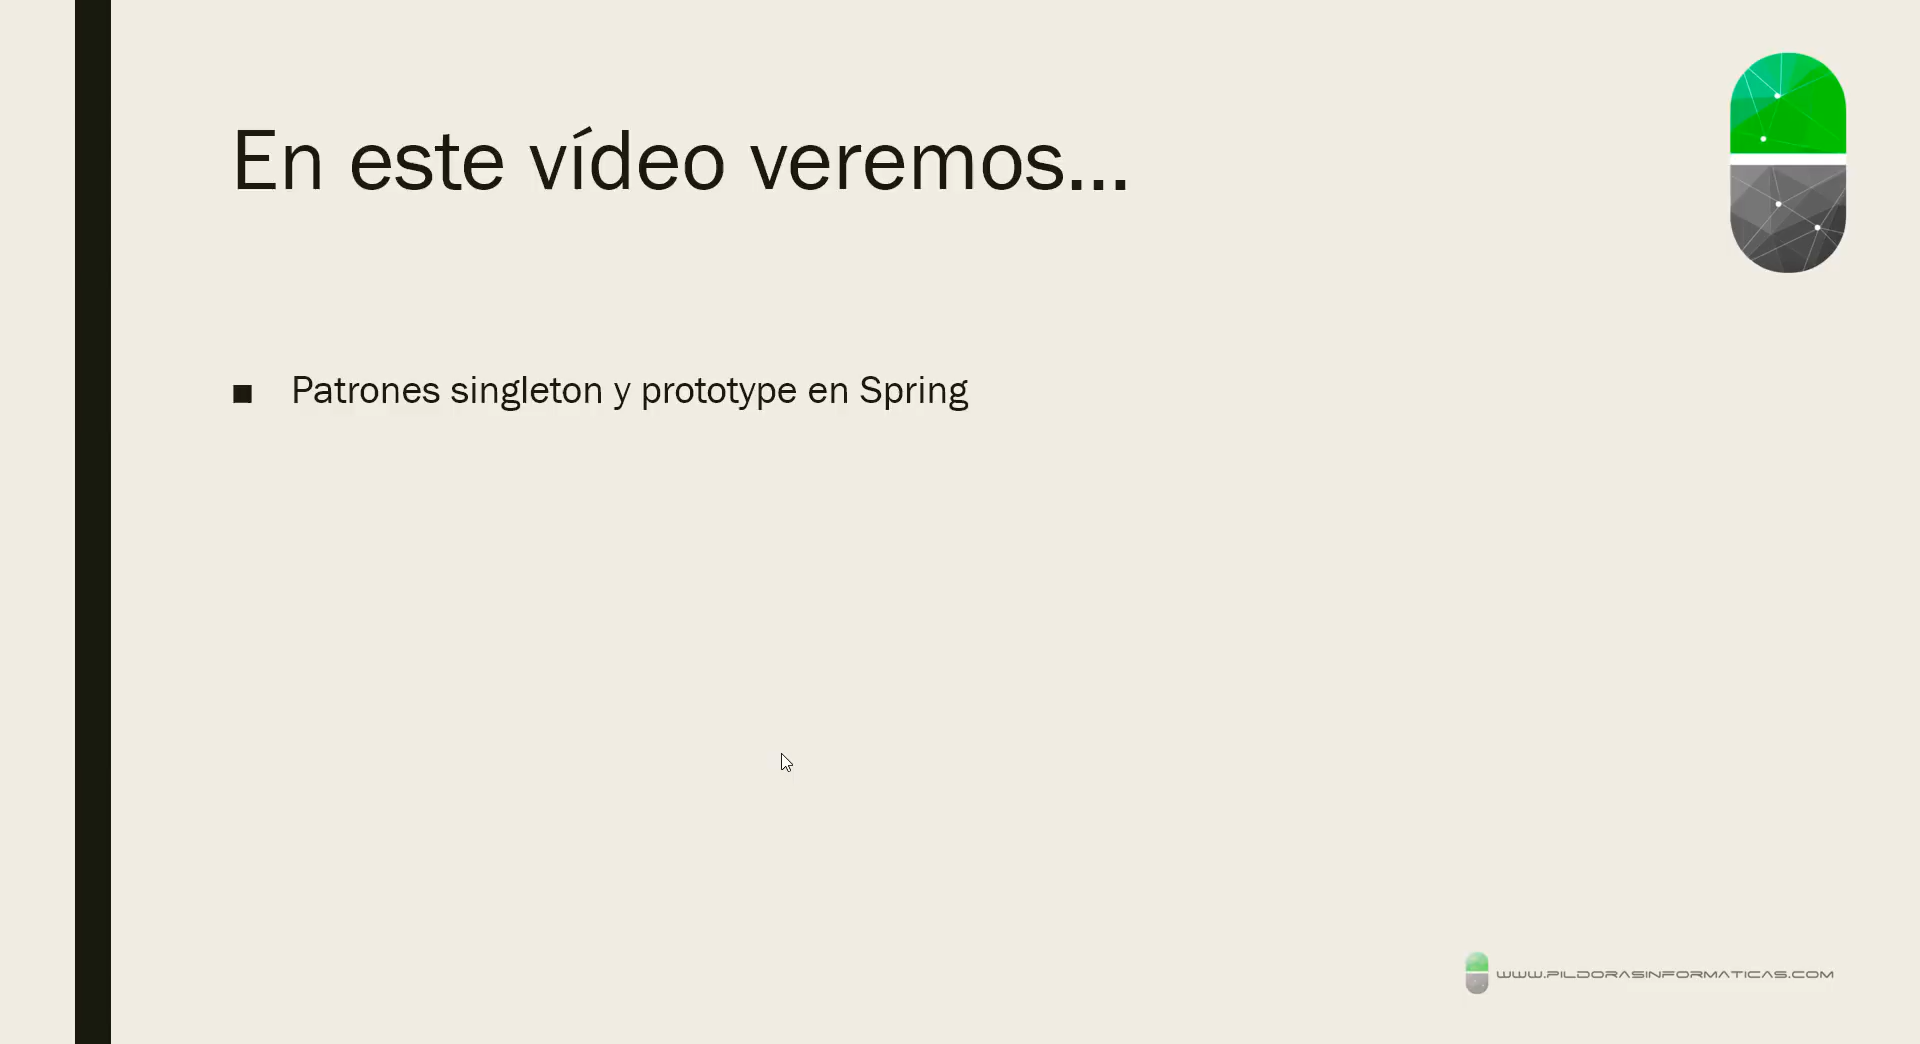 En este vídeo veremos...
Patrones singleton y prototype en Spring
WWW.PILDORASINFORMATICAS.COM